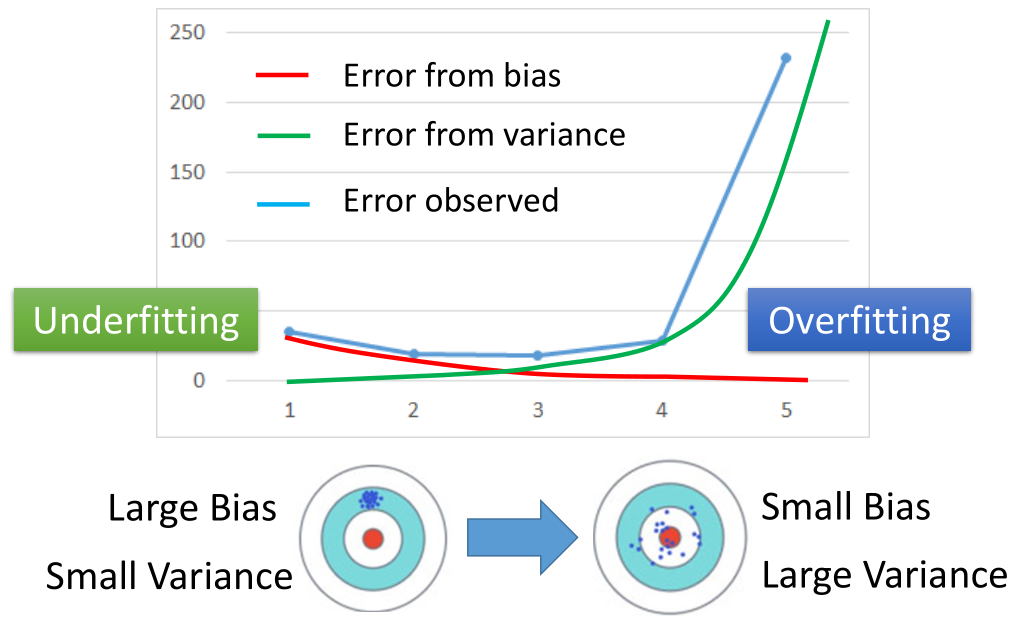 250
Error from bias
200
Error from variance
150
Error observed
100
Underfitting
Overfitting
0
1 2 3 4 5
Large Bias
Small Bias
Small Variance
Large Variance